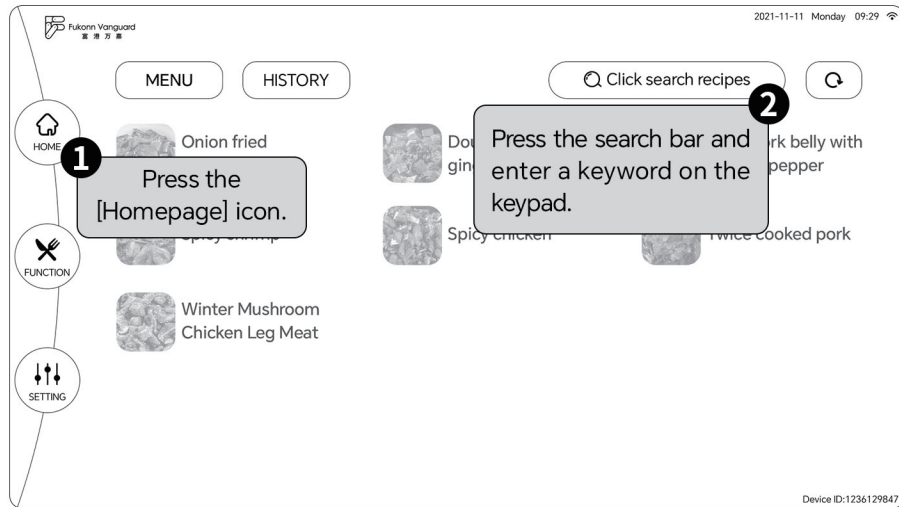 Fukonn Vanguard
富港万嘉
2021-11-11 Monday 09:29
MENU
HISTORY
Click search recipes
HOME
FUNCTION
SETTING
1
Press the
[Homepage] icon.
2
Press the search bar and
enter a keyword on the
keypad.
Onion fried
belly with
pepper
Spicy chicken
cooked pork
Winter Mushroom
Chicken Leg Meat
Device ID:1236129847